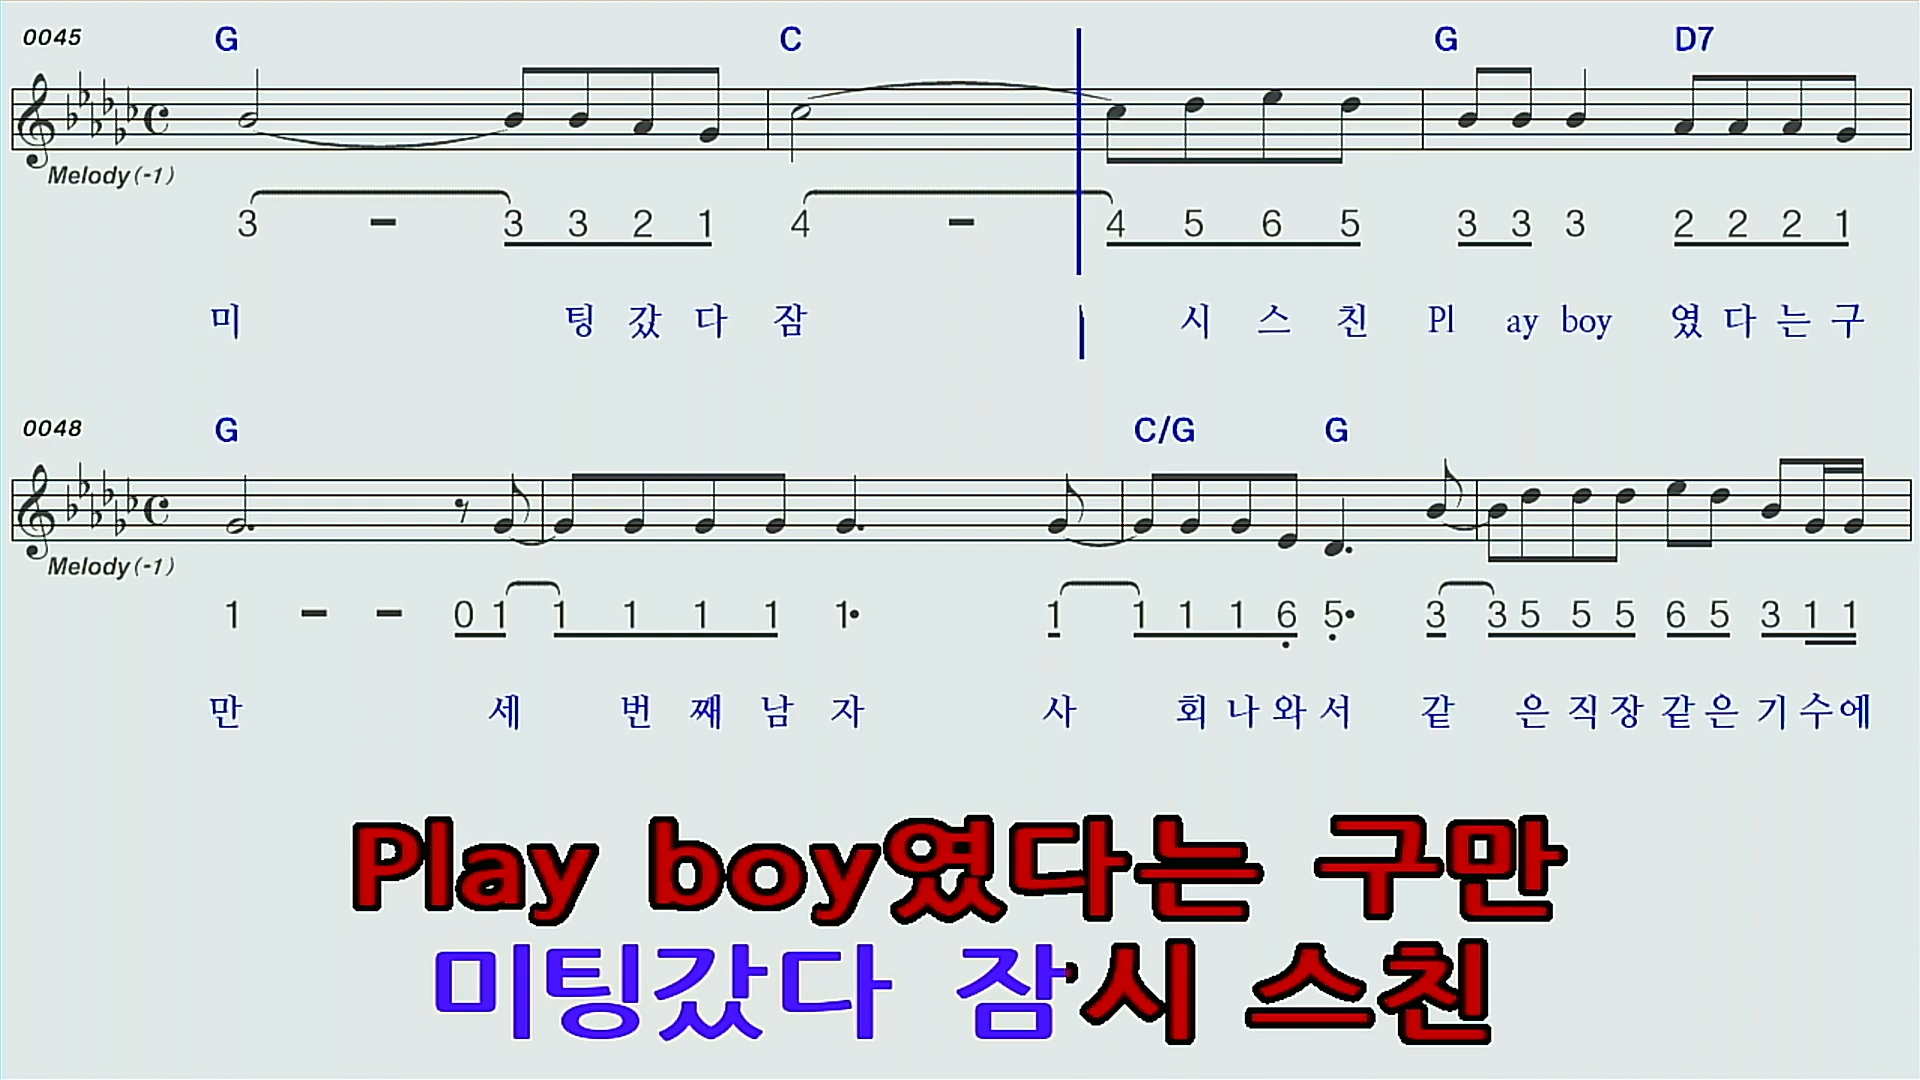 0045 G C G D7
Melody(-1)
3 - 3 3 2 1 4 - 4 5 6 5 3 3 3 2 2 2 1
미 팅 갔 다 잠 시 스 친 Pl ay boy 였 다 는 구
0048 G C/G G
Melody(-1)
1 - - 0 1 1 1 1 1 1• 1 1 1 1 6 5• 3 3 5 5 5 6 5 3 1 1
만 세 번 째 남 자 사 회 나 와 서 같 은 직 장 같 은 기 수 에
Play boy였다는 구만
미팅갔다 잠시 스친